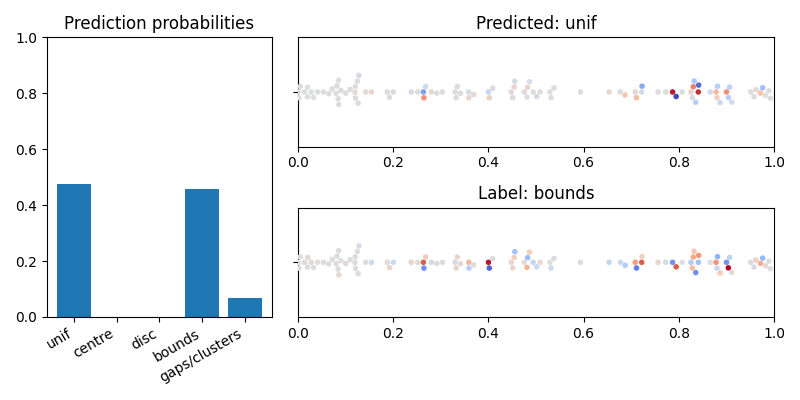 Prediction probabilities
1.0
0.8
0.6
0.4
0.2
0.0
unif
centre
disc
bounds
gaps/clusters
Predicted: unif
0.0 0.2 0.4 0.6 0.8 1.0
Label: bounds
0.0 0.2 0.4 0.6 0.8 1.0